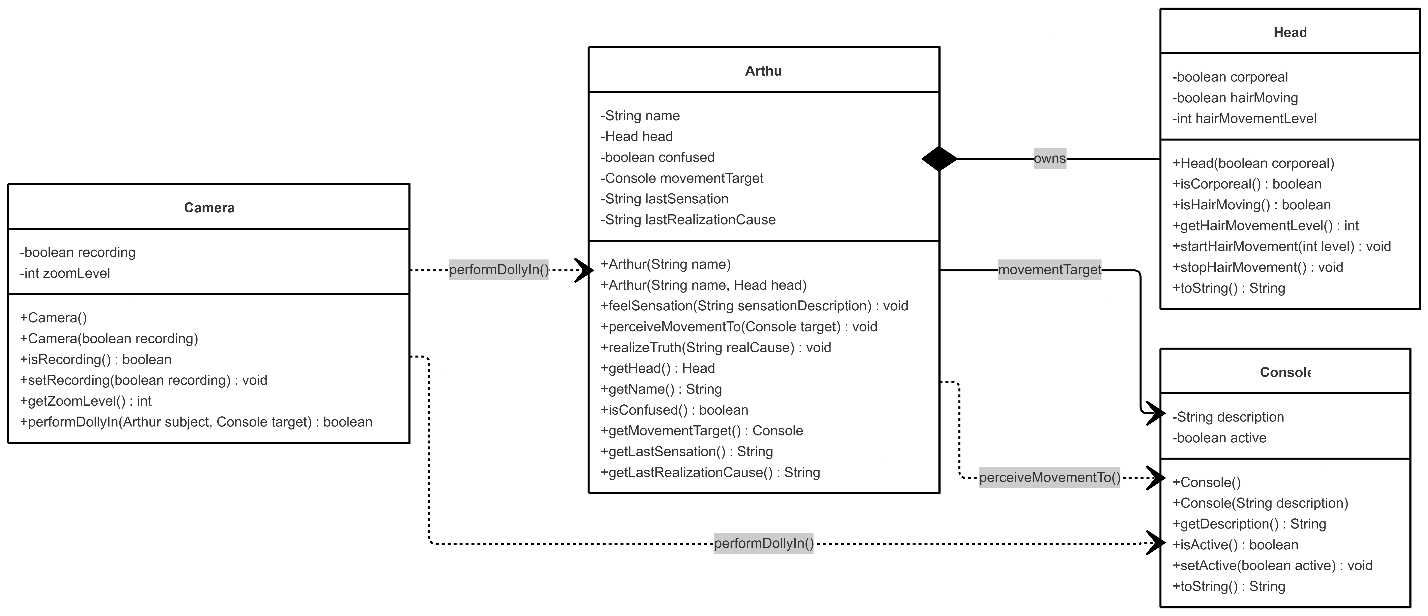 Camera
-boolean recording
-int zoomLevel
+Camera()
+Camera(boolean recording)
+isRecording() : boolean
+setRecording(boolean recording) : void
+getZoomLevel() : int
+performDollyIn(Arthur subject, Console target) : boolean
performDollyIn()
Arthu
-String name
-Head head
-boolean confused
-Console movementTarget
-String lastSensation
-String lastRealizationCause
+Arthur(String name)
+Arthur(String name, Head head)
+feelSensation(String sensationDescription) : void
+perceiveMovementTo(Console target) : void
+realizeTruth(String realCause) : void
+getHead() : Head
+getName() : String
+isConfused() : boolean
+getMovementTarget() : Console
+getLastSensation() : String
+getLastRealizationCause() : String
owns
movementTarget
perceiveMovementTo()
performDollyIn()
Head
-boolean corporeal
-boolean hairMoving
-int hairMovementLevel
+Head(boolean corporeal)
+isCorporeal() : boolean
+isHairMoving() : boolean
+getHairMovementLevel() : int
+startHairMovement(int level) : void
+stopHairMovement() : void
+toString() : String
Console
-String description
-boolean active
+Console()
+Console(String description)
+getDescription() : String
+isActive() : boolean
+setActive(boolean active) : void
+toString() : String